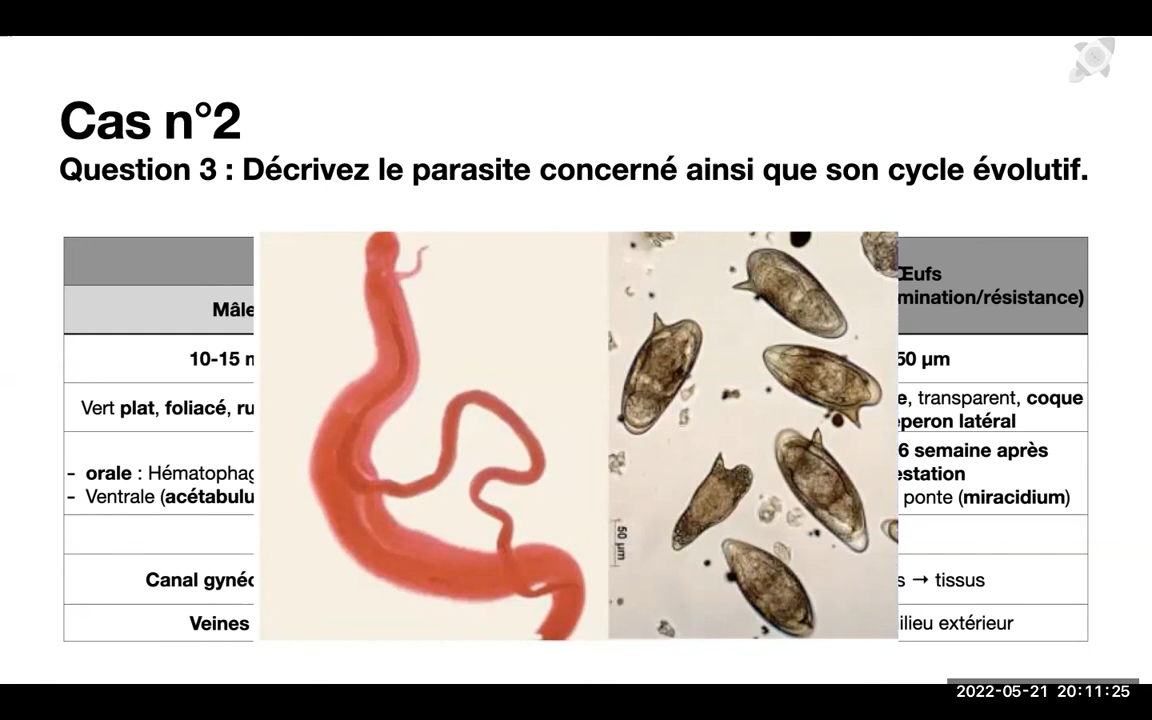 Cas n°2
Question 3 : Décrivez le parasite concerné ainsi que son cycle évolutif.
Œufs
mination/résistance)
Mâle
10-15 m
50 µm
Vert plat, foliacé, ru
e, transparent, coque
éperon latéral
6 semaine après
- orale : Hématophag
estation
- Ventrale (acétabulu
ponte (miracidium)
Canal gynéc
s → tissus
Veines
ilieu extérieur
50 µm
2022-05-21 20:11:25